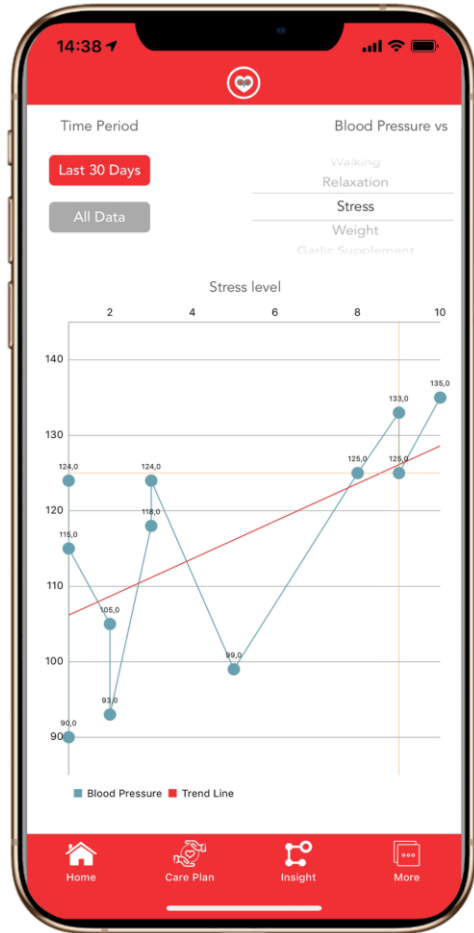 14:38
Time Period
Blood Pressure vs
Last 30 Days
All Data
Walking
Relaxation
Stress
Weight
Garlic Supplement
Stress level
2 4 6 8 10
140
130
120
110
100
90
124,0
115,0
90,0
105,0
93,0
124,0
118,0
99,0
125,0
133,0
125,0
135,0
Blood Pressure
Trend Line
Home
Care Plan
Insight
More